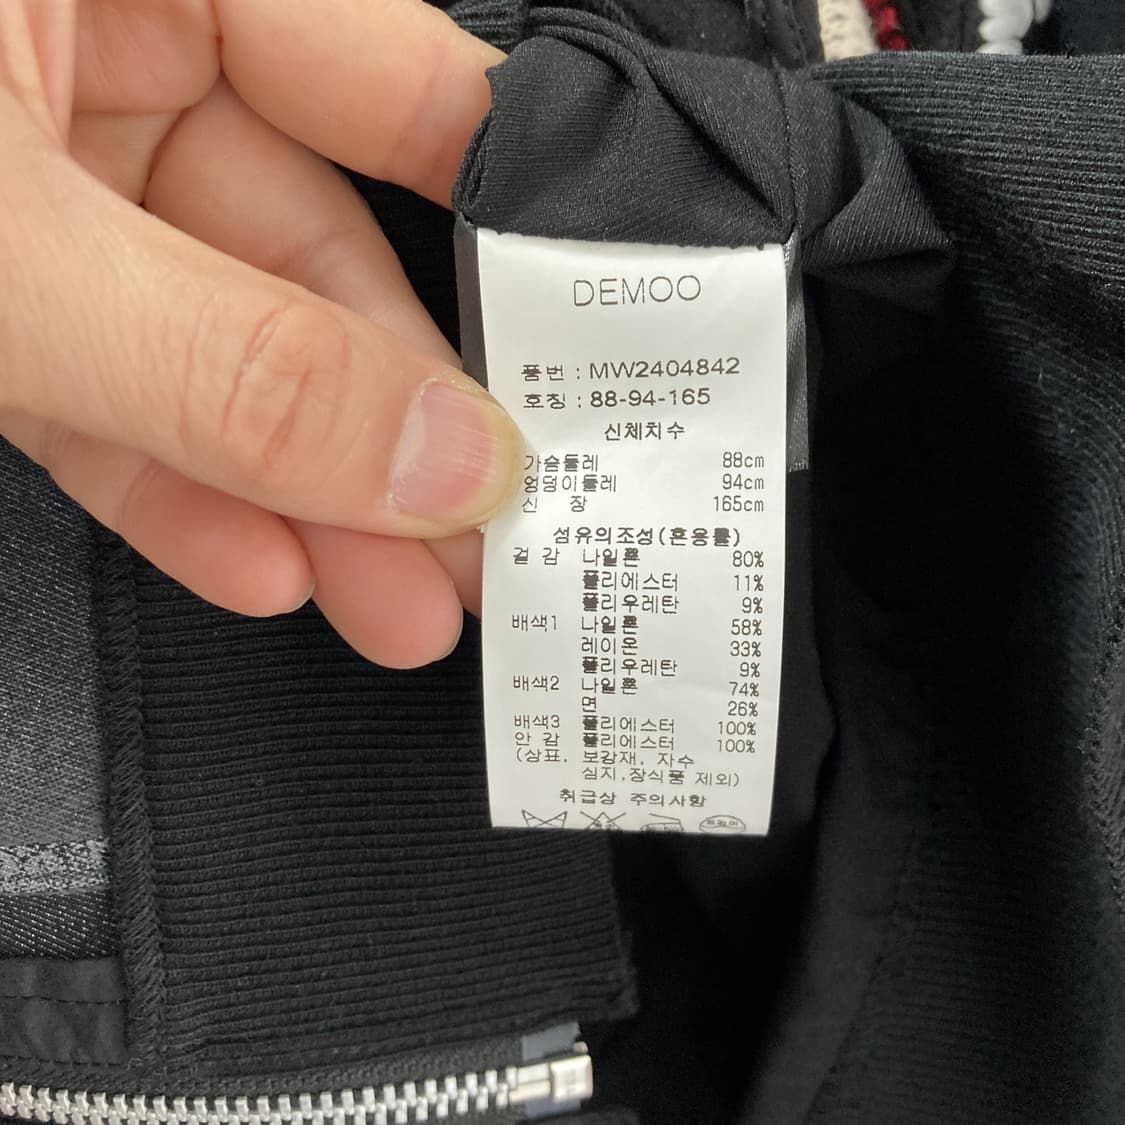 DEMOO
품번 : MW2404842
호칭 : 88-94-165
신체치수
가슴둘레 88cm
엉덩이둘레 94cm
신 장 165cm
섬유의조성(혼용률)
겉 감 나일론 80%
폴리에스터 11%
폴리우레탄 9%
배색1 나일론 58%
레이온 33%
폴리우레탄 9%
배색2 나일론 74%
면 26%
배색3 폴리에스터 100%
안 감 폴리에스터 100%
(상표, 보강재, 자수
심지,장식품 제외)
취급상 주의사항